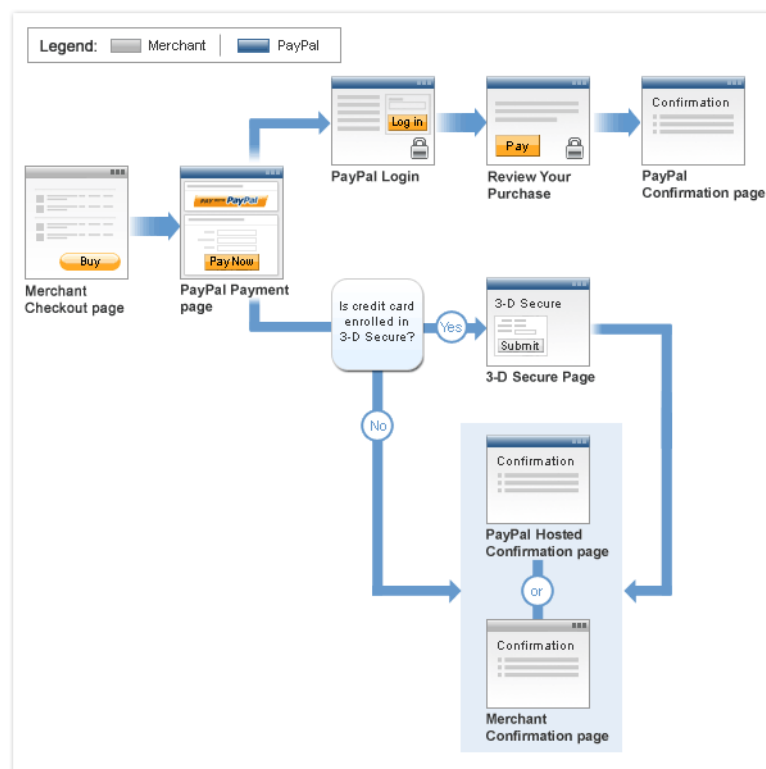 Legend: Merchant PayPal
Log in
PayPal Login
Pay
Review Your
Purchase
Confirmation
PayPal
Confirmation page
Buy
Merchant
Checkout page
PAY WITH PayPal
Pay Now
PayPal Payment
page
Is credit card
enrolled in
3-D Secure?
Yes
3-D Secure
Submit
3-D Secure Page
No
Confirmation
PayPal Hosted
Confirmation page
or
Confirmation
Merchant
Confirmation page